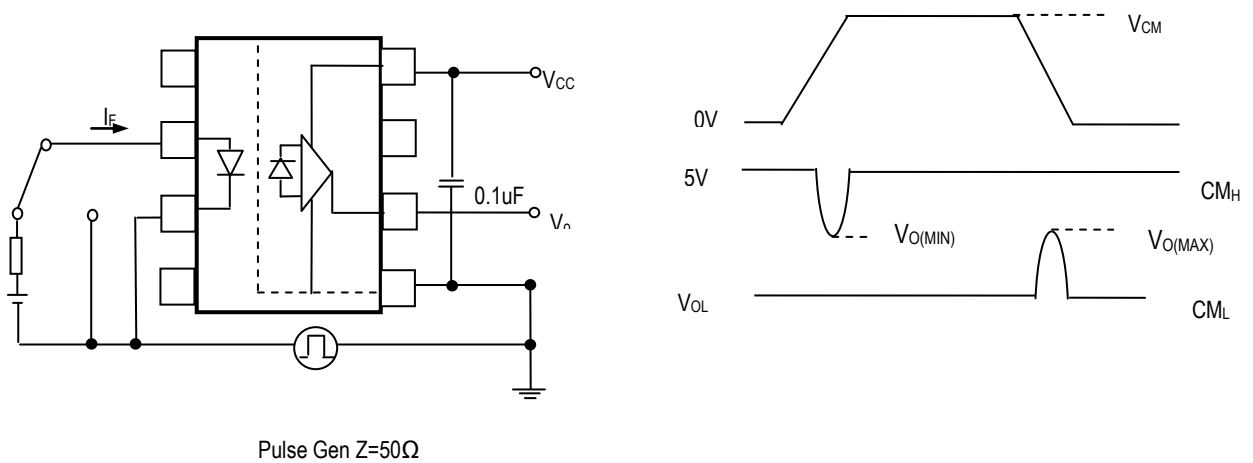 I_F
V_CC
0.1uF
V_o
Pulse Gen Z=50Ω
V_CM
0V
5V
CM_H
V_O(MIN)
V_O(MAX)
V_OL
CM_L